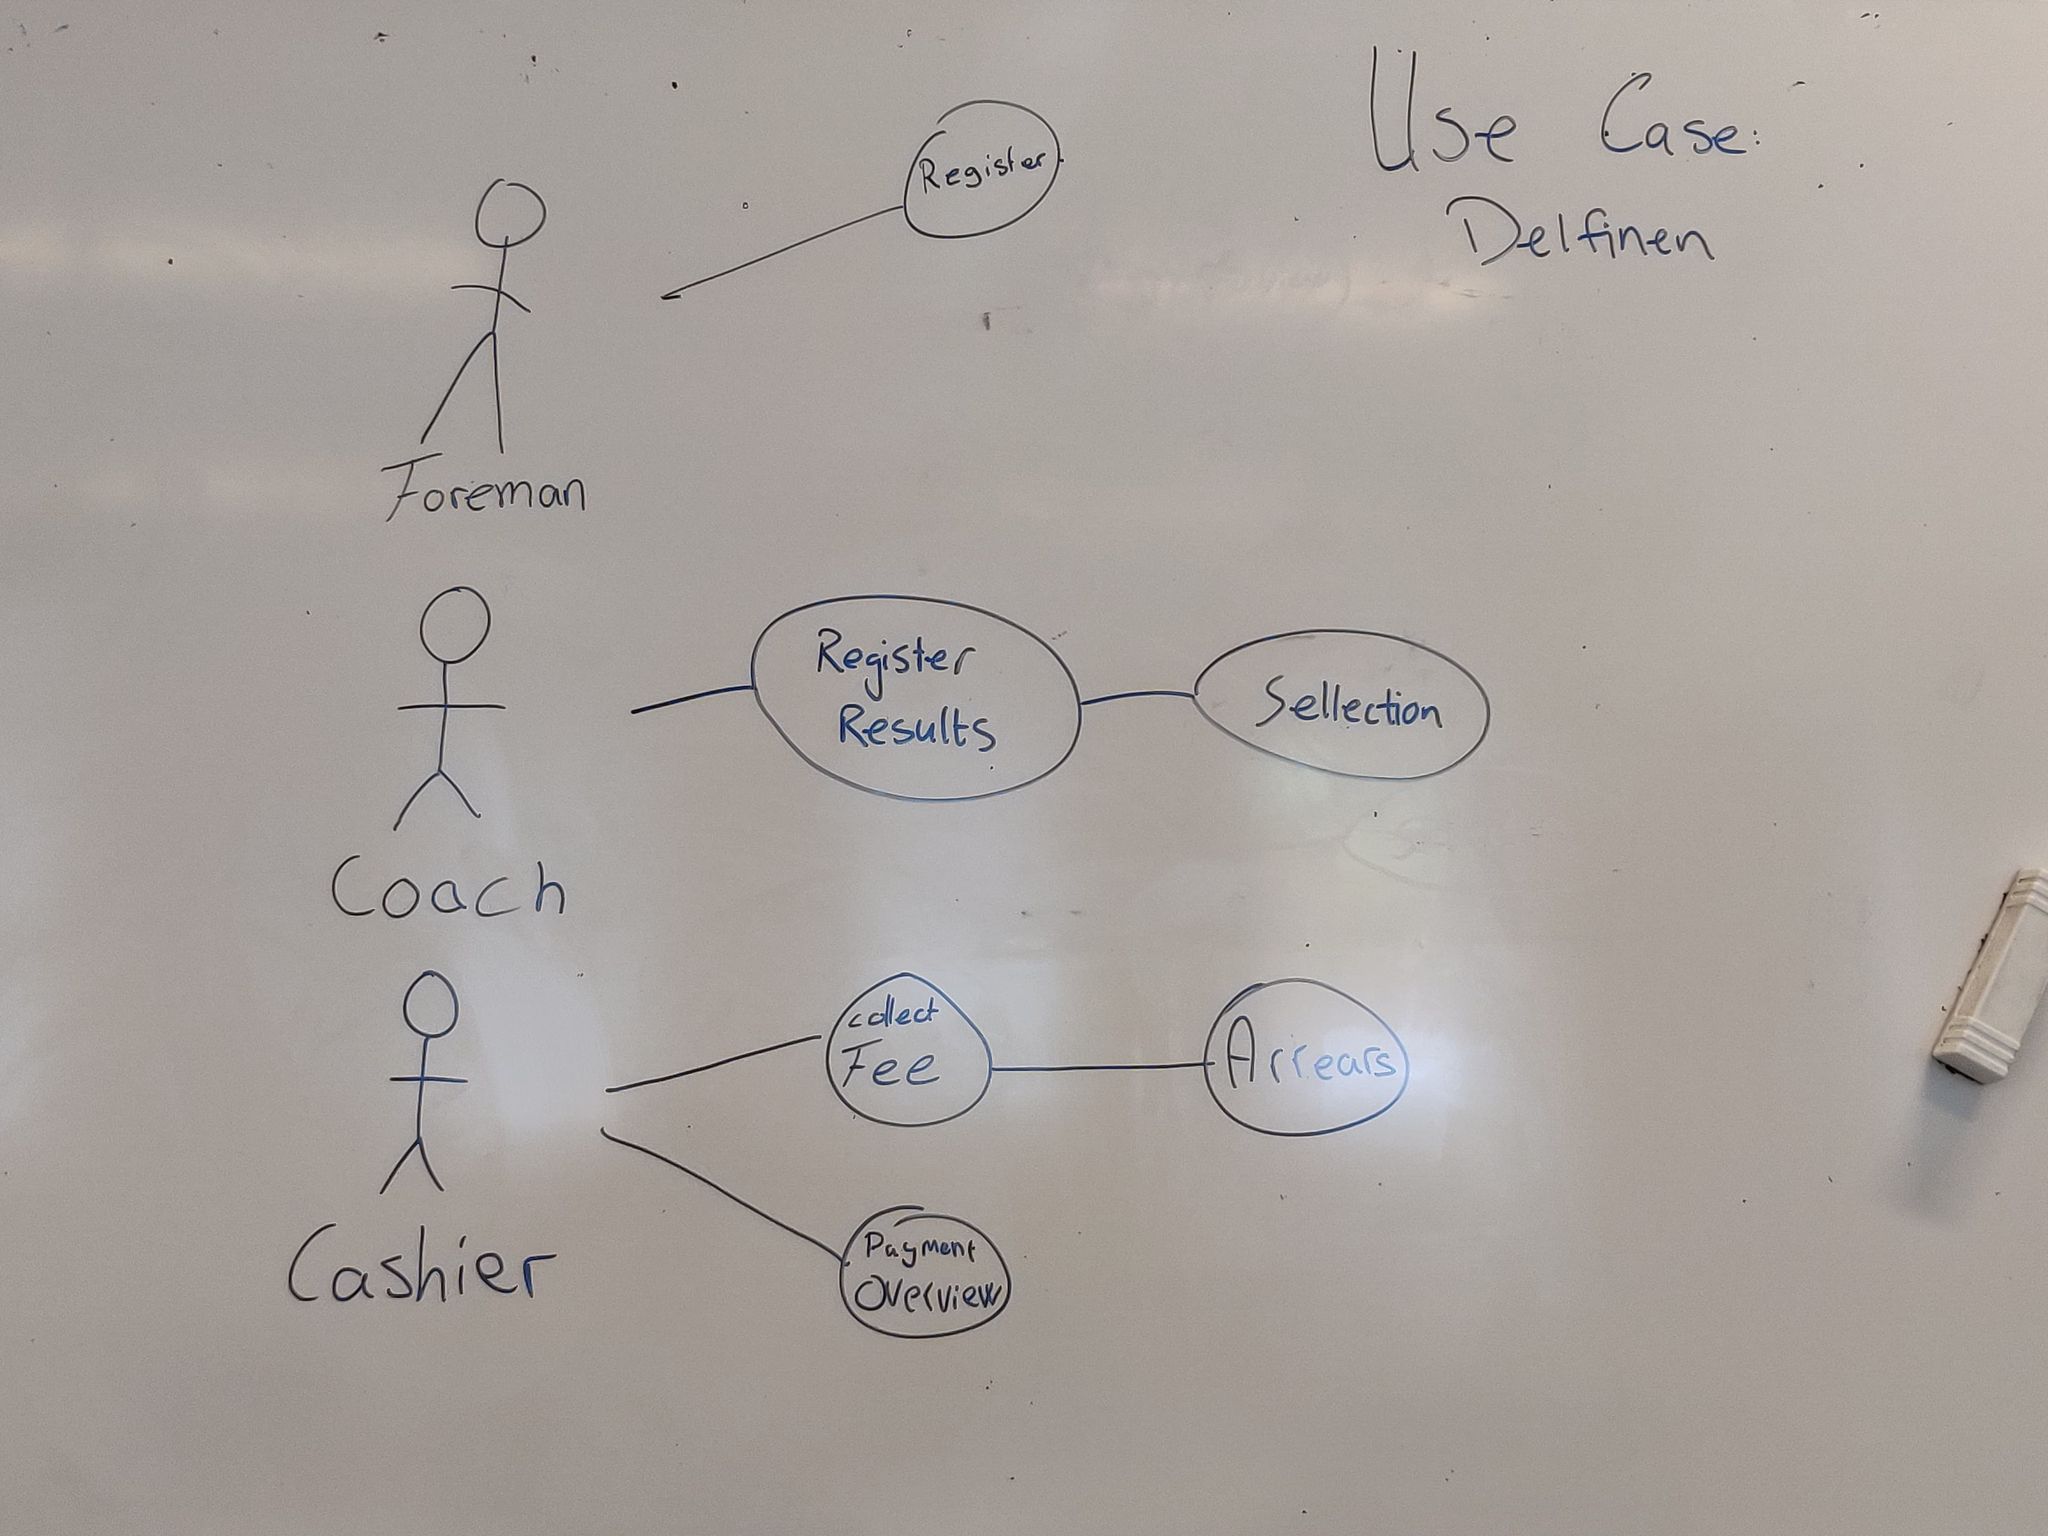 Use Case:
Delfinen
Register
Foreman
Register
Results
Sellection
Coach
collect
Fee
Arrears
Payment
Overview
Cashier